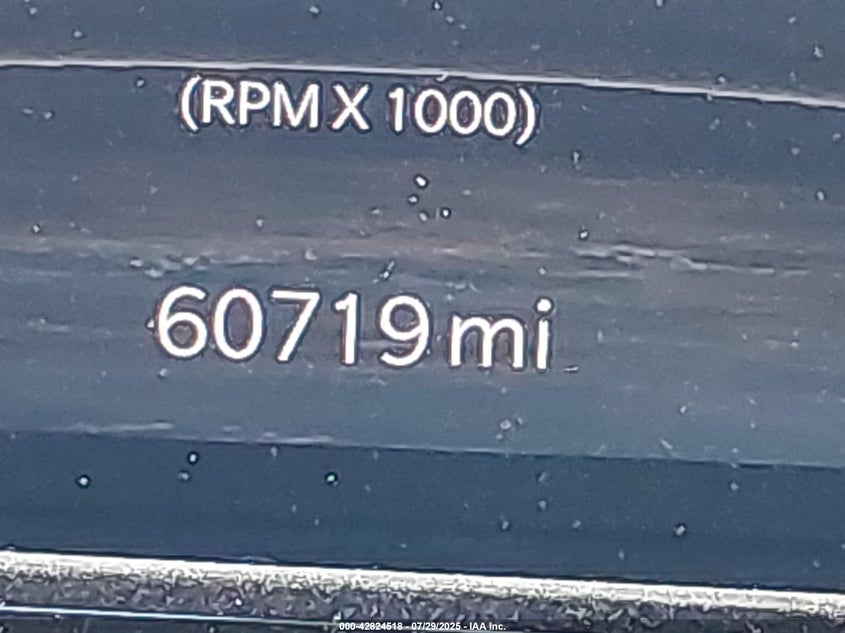 (RPM X 1000)
60719 mi
000-42824518 - 07/29/2025 - IAA Inc.